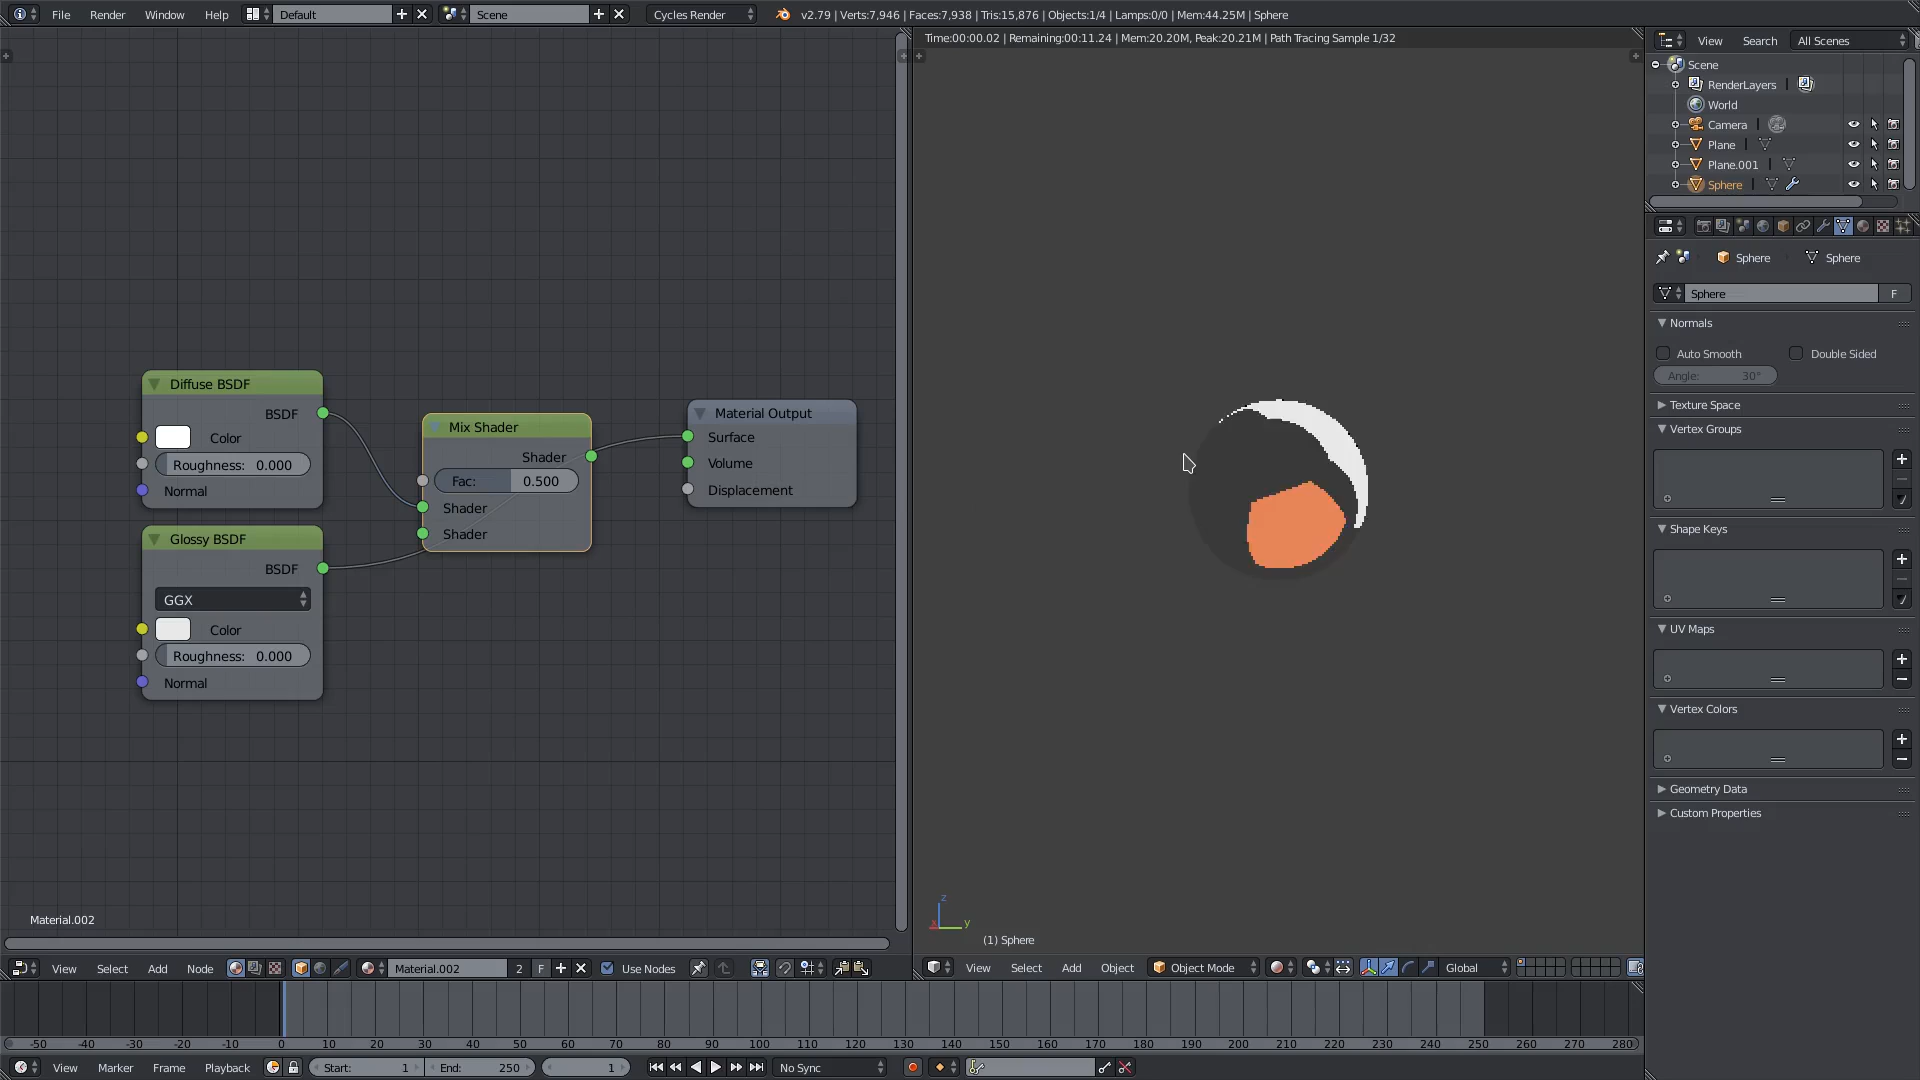 File Render Window Help Default Scene Cycles Render v2.79 | Verts:7,946 | Faces:7,938 | Tris:15,876 | Objects:1/4 | Lamps:0/0 | Mem:44.25M | Sphere
Time:00:00.02 | Remaining:00:11.24 | Mem:20.20M, Peak:20.21M | Path Tracing Sample 1/32
View Search All Scenes
Scene
RenderLayers |
World
Camera |
Plane |
Plane.001 |
Sphere |
Sphere Sphere
Sphere F
Normals
Auto Smooth Double Sided
Angle: 30°
Texture Space
Vertex Groups
Shape Keys
UV Maps
Vertex Colors
Geometry Data
Custom Properties
Diffuse BSDF
BSDF
Color
Roughness: 0.000
Normal
Glossy BSDF
BSDF
GGX
Color
Roughness: 0.000
Normal
Mix Shader
Shader
Fac: 0.500
Shader
Shader
Material Output
Surface
Volume
Displacement
Material.002
z
x y
(1) Sphere
View Select Add Node Material.002 2 F Use Nodes
View Select Add Object Object Mode Global
-50 -40 -30 -20 -10 0 10 20 30 40 50 60 70 80 90 100 110 120 130 140 150 160 170 180 190 200 210 220 230 240 250 260 270 280
View Marker Frame Playback Start: 1 End: 250 1 No Sync